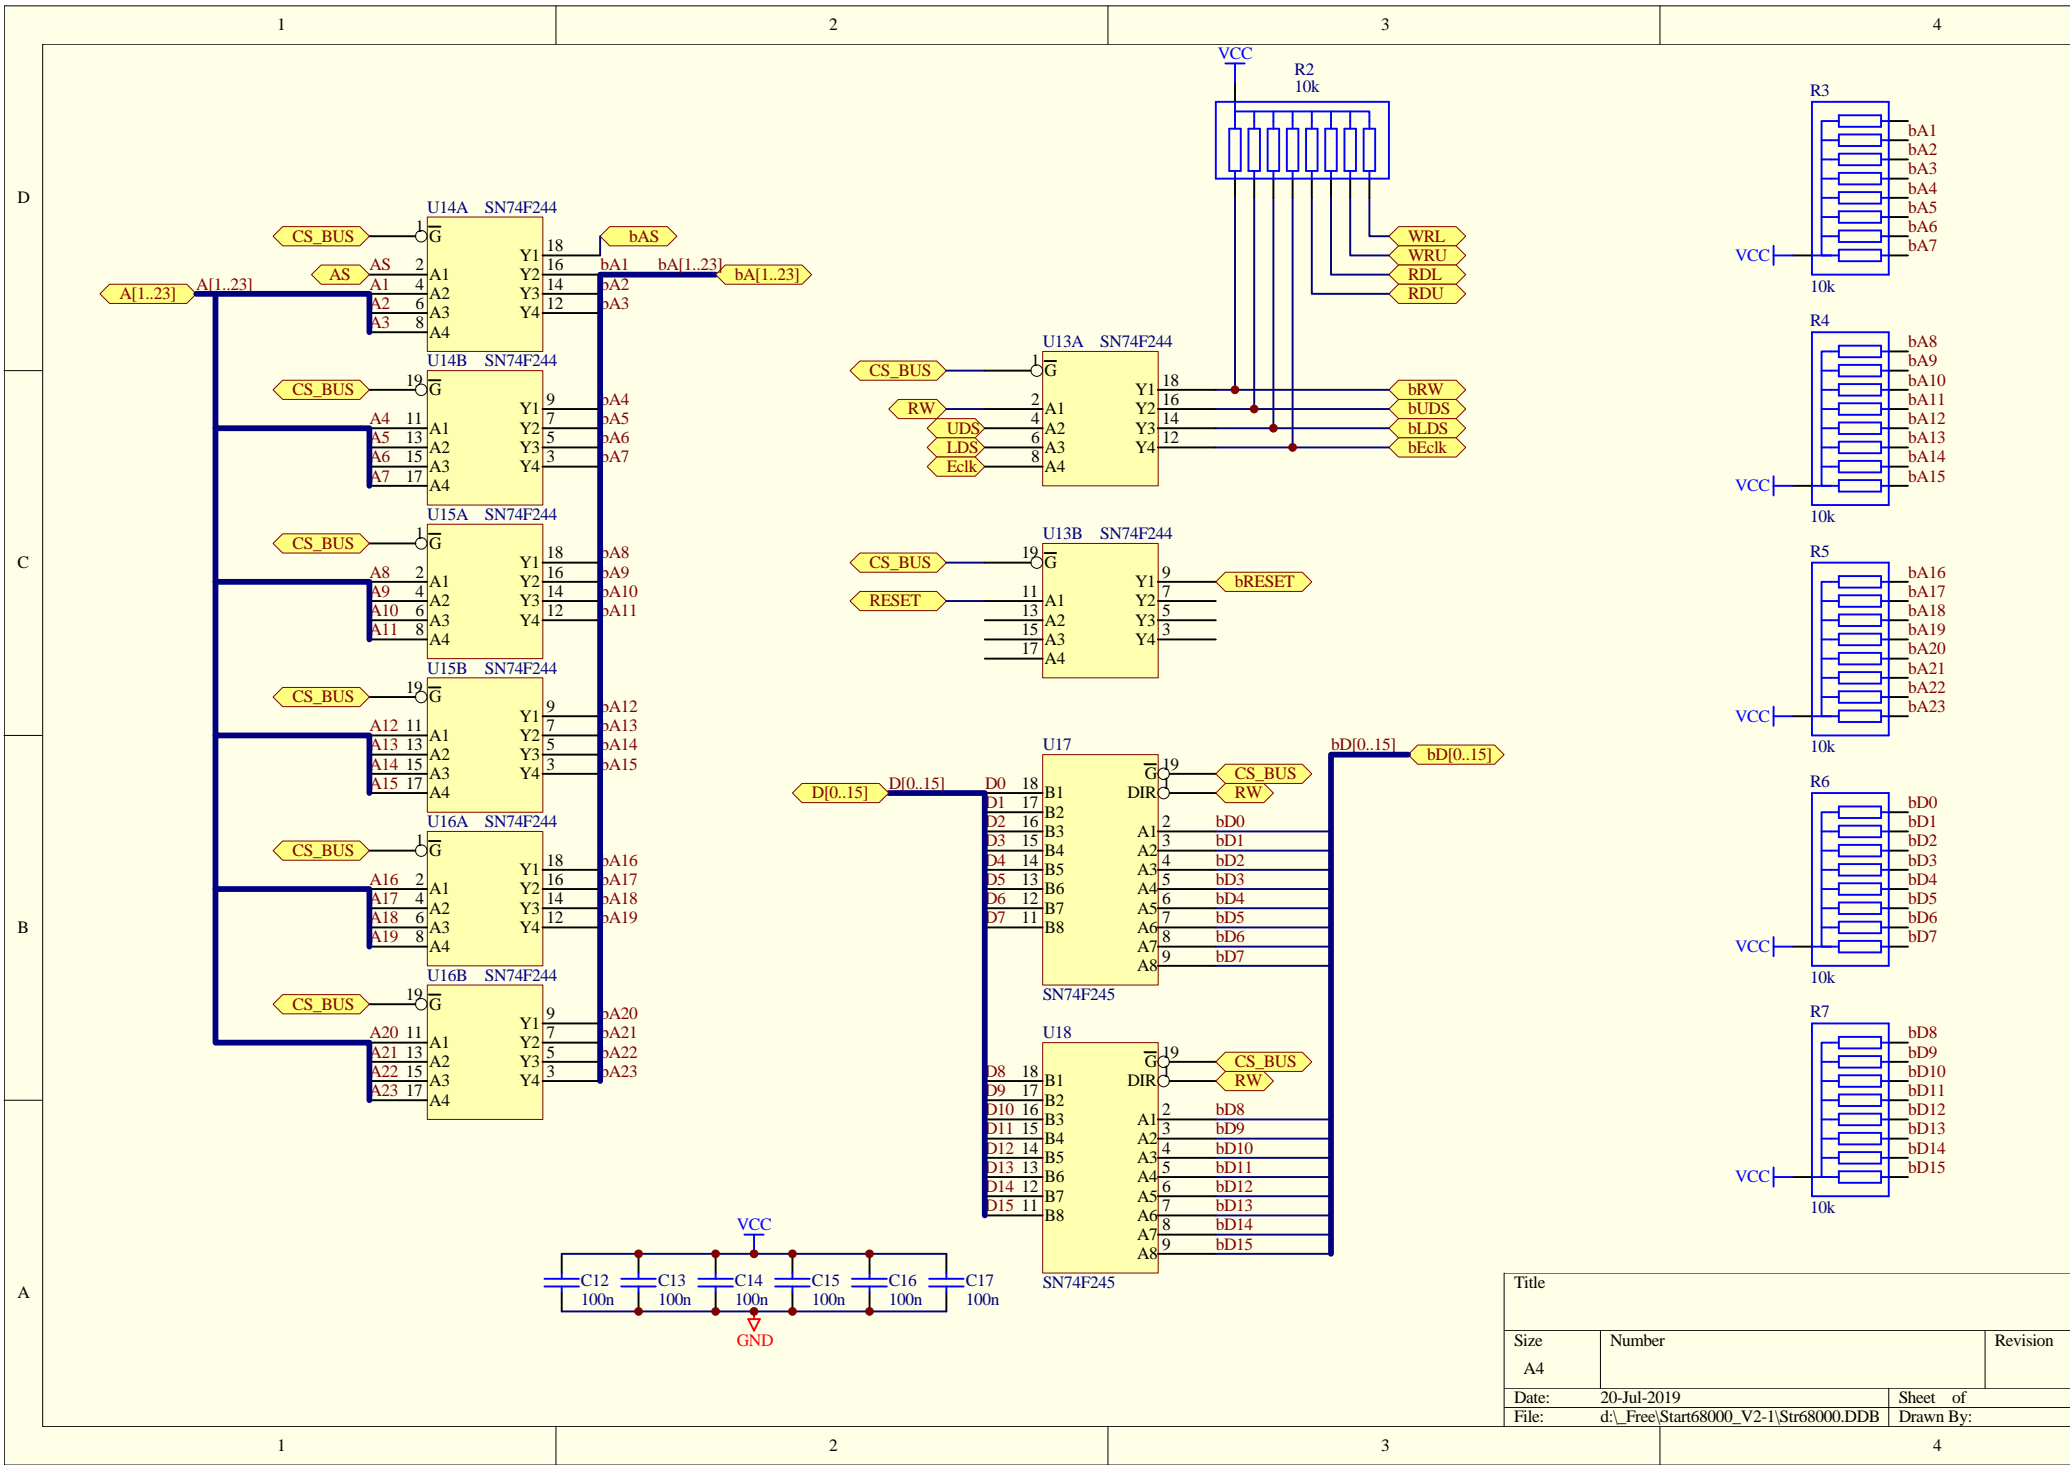 1 2 3 4
D
C
B
A
U14A SN74F244
CS_BUS 1 G
Y1 18 bAS
AS AS 2 A1 Y2 16 bA1 bA[1..23] bA[1..23]
A[1..23] A[1..23] A1 4 A2 Y3 14 bA2
A2 6 A3 Y4 12 bA3
A3 8 A4
U14B SN74F244
CS_BUS 19 G
Y1 9 bA4
A4 11 A1 Y2 7 bA5
A5 13 A2 Y3 5 bA6
A6 15 A3 Y4 3 bA7
A7 17 A4
U15A SN74F244
CS_BUS 1 G
Y1 18 bA8
A8 2 A1 Y2 16 bA9
A9 4 A2 Y3 14 bA10
A10 6 A3 Y4 12 bA11
A11 8 A4
U15B SN74F244
CS_BUS 19 G
Y1 9 bA12
A12 11 A1 Y2 7 bA13
A13 13 A2 Y3 5 bA14
A14 15 A3 Y4 3 bA15
A15 17 A4
U16A SN74F244
CS_BUS 1 G
Y1 18 bA16
A16 2 A1 Y2 16 bA17
A17 4 A2 Y3 14 bA18
A18 6 A3 Y4 12 bA19
A19 8 A4
U16B SN74F244
CS_BUS 19 G
Y1 9 bA20
A20 11 A1 Y2 7 bA21
A21 13 A2 Y3 5 bA22
A22 15 A3 Y4 3 bA23
A23 17 A4
VCC
C12 C13 C14 C15 C16 C17
100n 100n 100n 100n 100n 100n
GND
VCC
R2
10k
WRL
WRU
RDL
RDU
U13A SN74F244
CS_BUS 1 G
Y1 18 bRW
RW 2 A1 Y2 16 bUDS
UDS 4 A2 Y3 14 bLDS
LDS 6 A3 Y4 12 bEclk
Eclk 8 A4
U13B SN74F244
CS_BUS 19 G
Y1 9 bRESET
RESET 11 A1 Y2 7
13 A2 Y3 5
15 A3 Y4 3
17 A4
U17
bD[0..15] bD[0..15]
G 19 CS_BUS
D[0..15] D[0..15] D0 18 B1 DIR 1 RW
D1 17 B2
D2 16 B3 A1 2 bD0
D3 15 B4 A2 3 bD1
D4 14 B5 A3 4 bD2
D5 13 B6 A4 5 bD3
D6 12 B7 A5 6 bD4
D7 11 B8 A6 7 bD5
A7 8 bD6
A8 9 bD7
SN74F245
U18
G 19 CS_BUS
D8 18 B1 DIR 1 RW
D9 17 B2
D10 16 B3 A1 2 bD8
D11 15 B4 A2 3 bD9
D12 14 B5 A3 4 bD10
D13 13 B6 A4 5 bD11
D14 12 B7 A5 6 bD12
D15 11 B8 A6 7 bD13
A7 8 bD14
A8 9 bD15
SN74F245
R3
bA1
bA2
bA3
bA4
bA5
bA6
bA7
VCC
10k
R4
bA8
bA9
bA10
bA11
bA12
bA13
bA14
bA15
VCC
10k
R5
bA16
bA17
bA18
bA19
bA20
bA21
bA22
bA23
VCC
10k
R6
bD0
bD1
bD2
bD3
bD4
bD5
bD6
bD7
VCC
10k
R7
bD8
bD9
bD10
bD11
bD12
bD13
bD14
bD15
VCC
10k
Title
Size Number Revision
A4
Date: 20-Jul-2019 Sheet of
File: d:\_Free\Start68000_V2-1\Str68000.DDB Drawn By:
1 2 3 4